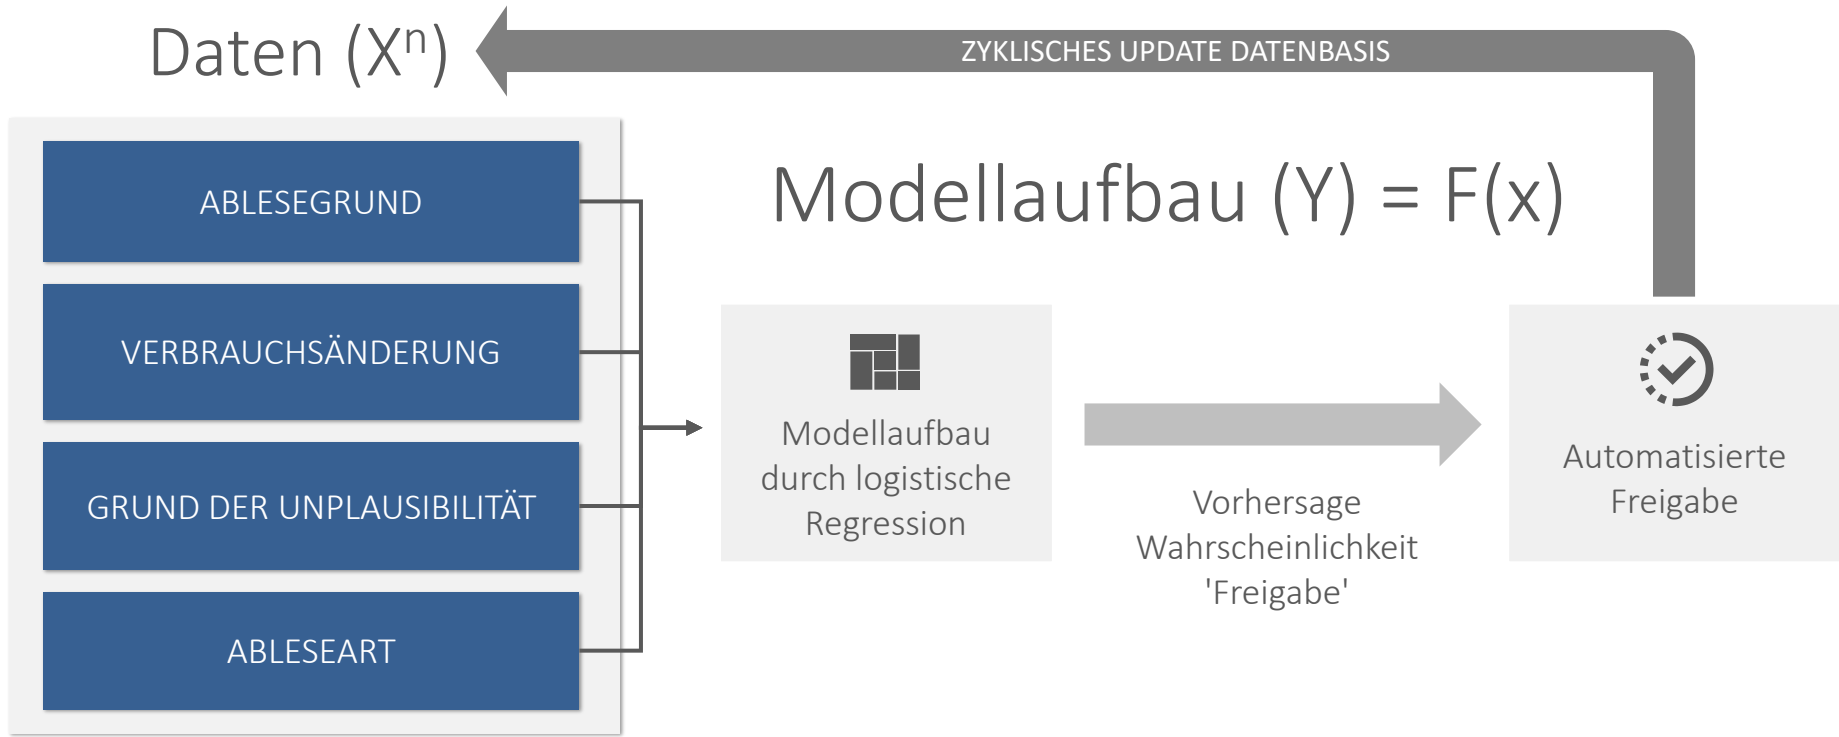 Daten (Xⁿ)
ZYKLISCHES UPDATE DATENBASIS
Modellaufbau (Y) = F(x)
ABLESEGRUND
VERBRAUCHSÄNDERUNG
GRUND DER UNPLAUSIBILITÄT
ABLESEART
Modellaufbau
durch logistische
Regression
Vorhersage
Wahrscheinlichkeit
'Freigabe'
Automatisierte
Freigabe